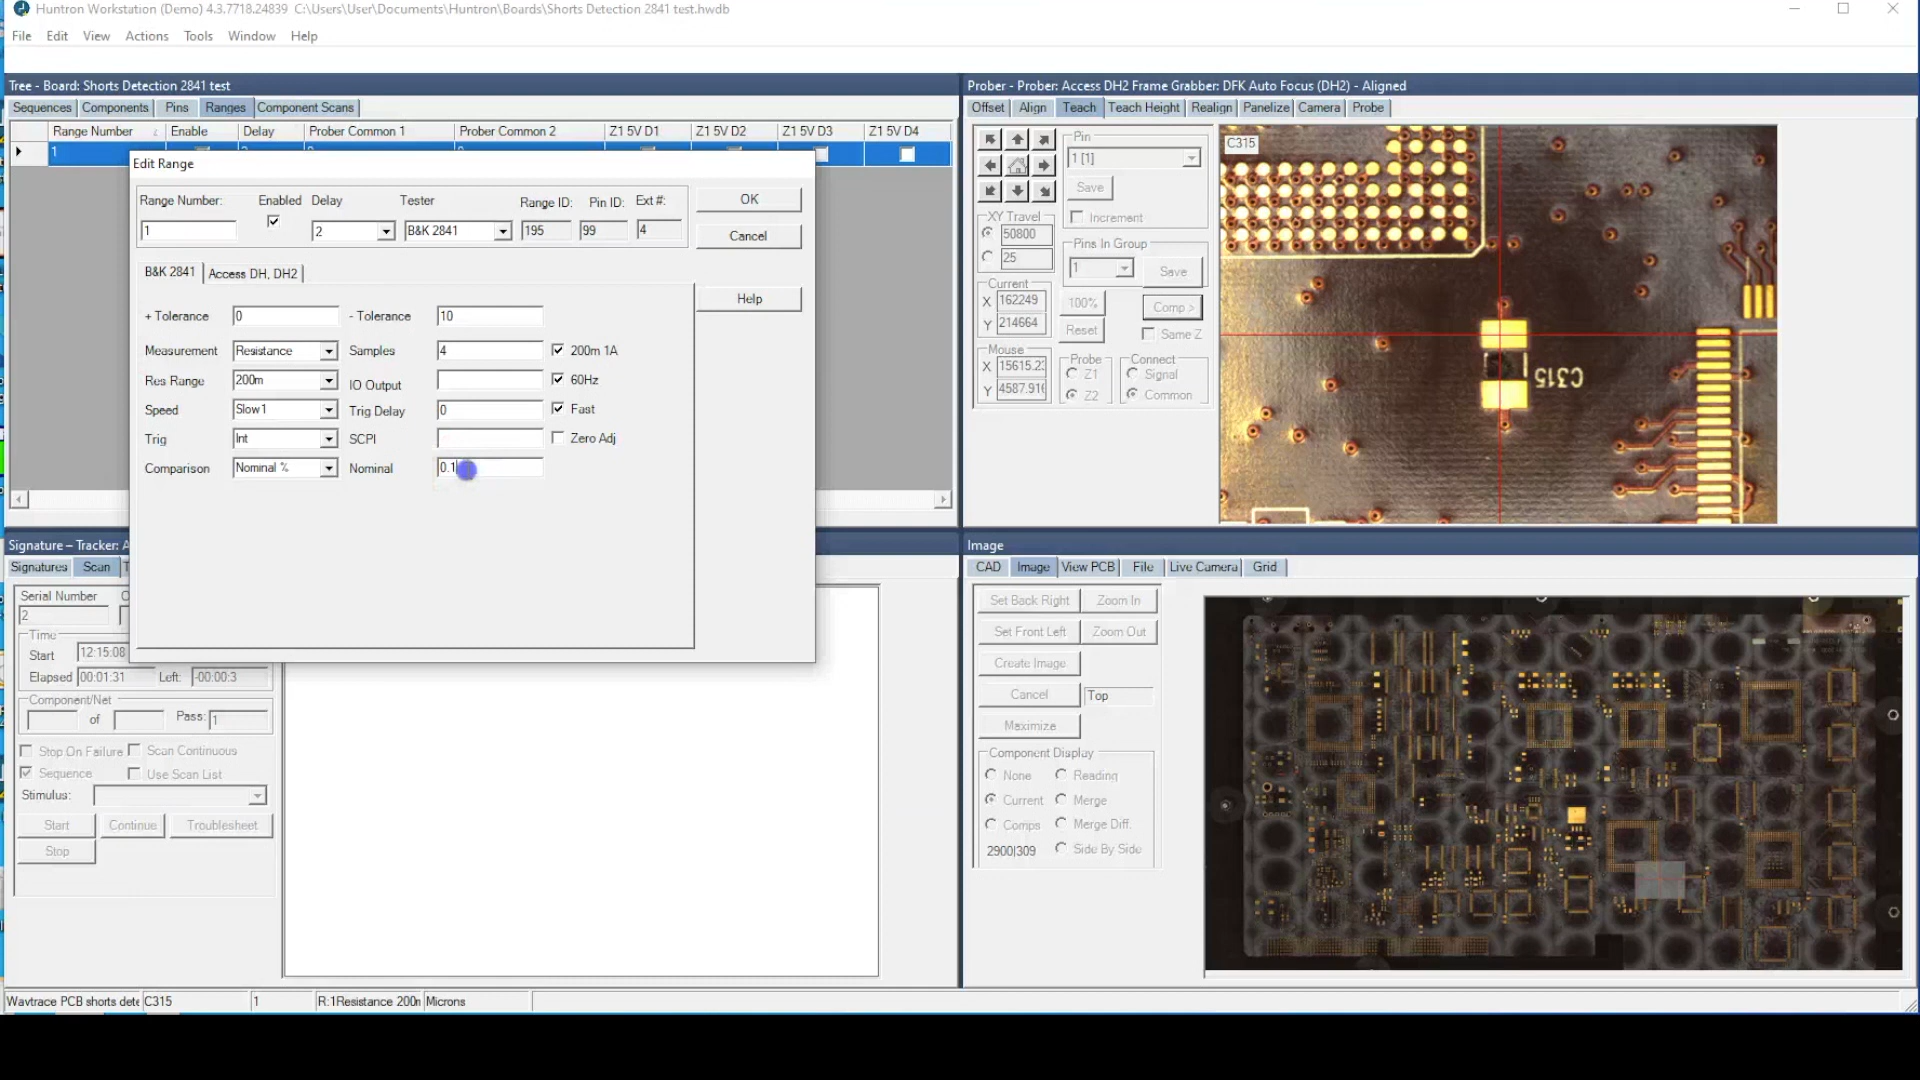 Huntron Workstation (Demo) 4.3.7718.24839 C:\Users\User\Documents\Huntron\Boards\Shorts Detection 2841 test.hwdb
File Edit View Actions Tools Window Help
Tree - Board: Shorts Detection 2841 test
Sequences Components Pins Ranges Component Scans
Range Number Enable Delay Prober Common 1 Prober Common 2 Z1 5V D1 Z1 5V D2 Z1 5V D3 Z1 5V D4
1
Edit Range
Range Number: Enabled Delay Tester Range ID: Pin ID: Ext #:
1 2 B&K 2841 195 99 4
OK
Cancel
Help
B&K 2841 Access DH, DH2
+ Tolerance 0 - Tolerance 10
Measurement Resistance Samples 4 200m 1A
Res Range 200m IO Output 60Hz
Speed Slow1 Trig Delay 0 Fast
Trig Int SCPI Zero Adj
Comparison Nominal % Nominal 0.1
Prober - Prober: Access DH2 Frame Grabber: DFK Auto Focus (DH2) - Aligned
Offset Align Teach Teach Height Realign Panelize Camera Probe
Pin
1 [1]
Save
Increment
XY Travel
50800
25
Pins In Group
1 Save
Current
X 162249
Y 214664
100%
Reset
Comp >
Same Z
Mouse
X 15615.23
Y 4587.916
Probe
Z1
Z2
Connect
Signal
Common
C315
C315
Signature – Tracker: A
Signatures Scan T
Serial Number C
2
Time
Start 12:15:08
Elapsed 00:01:31 Left: -00:00:3
Component/Net
of Pass: 1
Stop On Failure Scan Continuous
Sequence Use Scan List
Stimulus:
Start Continue Troubleshoot
Stop
Image
CAD Image View PCB File Live Camera Grid
Set Back Right Zoom In
Set Front Left Zoom Out
Create Image
Cancel Top
Maximize
Component Display
None Reading
Current Merge
Comps Merge Diff.
2900|309 Side By Side
Wavtrace PCB shorts dete C315 1 R:1Resistance 200m Microns